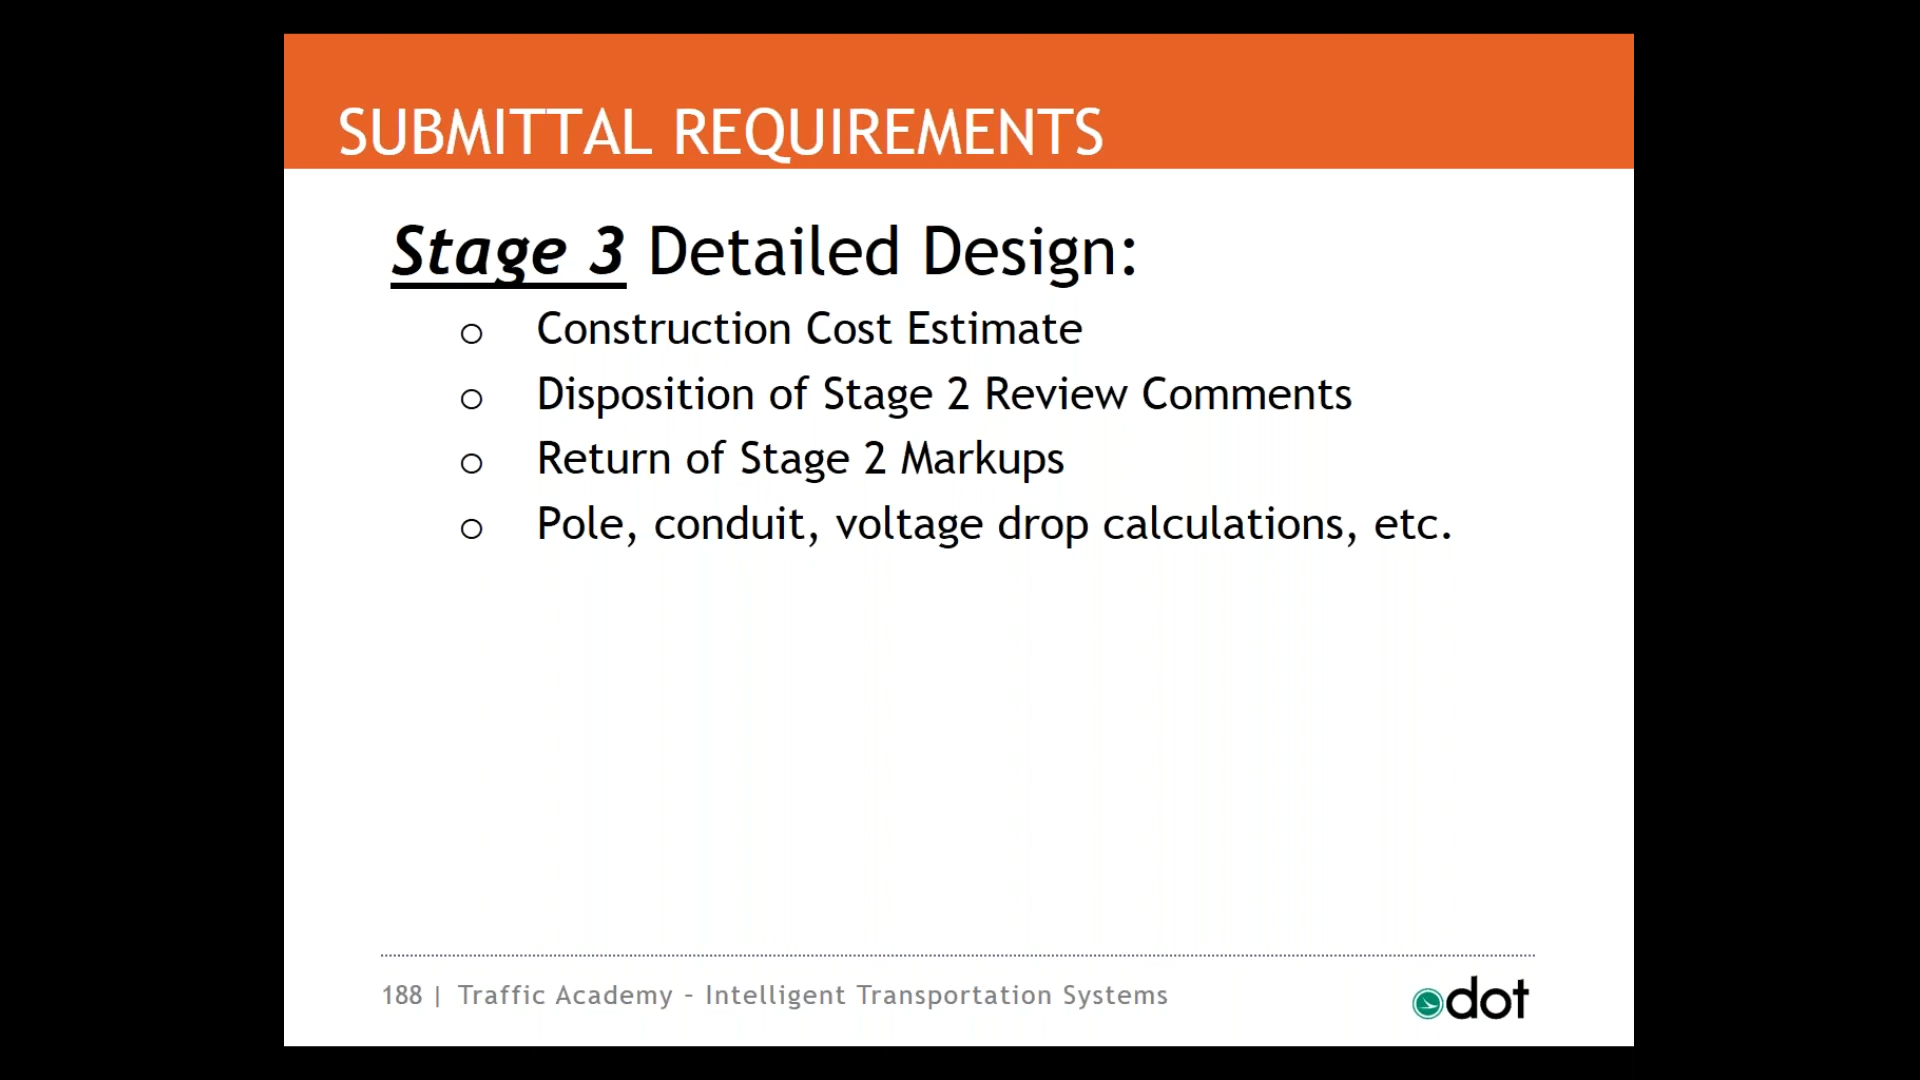 SUBMITTAL REQUIREMENTS
Stage 3 Detailed Design:
o Construction Cost Estimate
o Disposition of Stage 2 Review Comments
o Return of Stage 2 Markups
o Pole, conduit, voltage drop calculations, etc.
188 | Traffic Academy - Intelligent Transportation Systems
odot